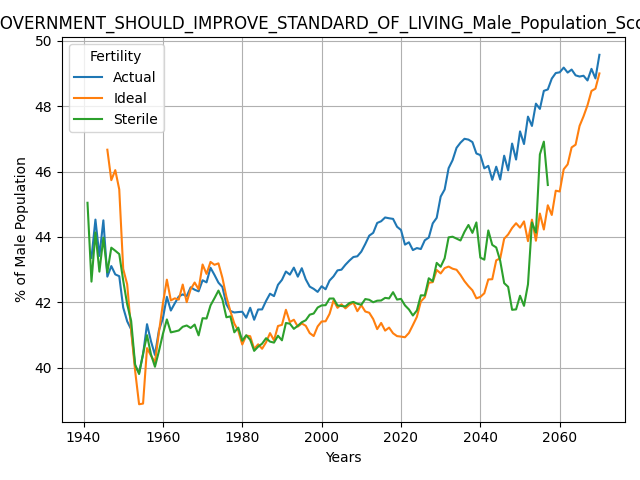 OVERNMENT_SHOULD_IMPROVE_STANDARD_OF_LIVING_Male_Population_Sco
Fertility
Actual
Ideal
Sterile
50
48
46
44
42
40
% of Male Population
1940
1960
1980
2000
2020
2040
2060
Years